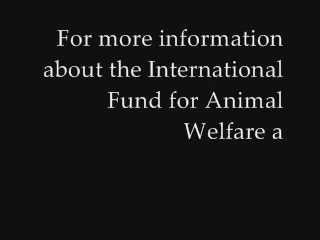 For more information
about the International
Fund for Animal
Welfare a